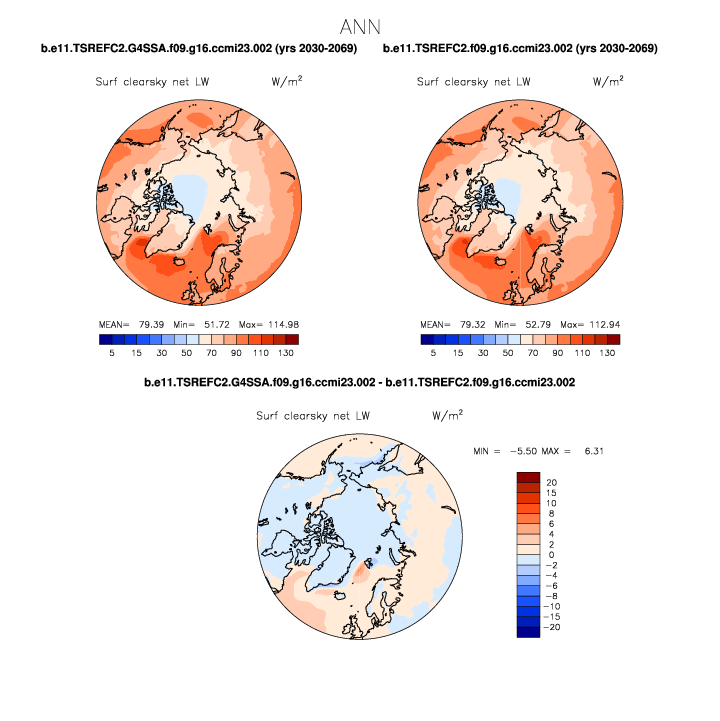 ANN
b.e11.TSREFC2.G4SSA.f09.g16.ccmi23.002 (yrs 2030-2069)
b.e11.TSREFC2.f09.g16.ccmi23.002 (yrs 2030-2069)
Surf clearsky net LW W/m²
Surf clearsky net LW W/m²
MEAN= 79.39 Min= 51.72 Max= 114.98
MEAN= 79.32 Min= 52.79 Max= 112.94
5 15 30 50 70 90 110 130
5 15 30 50 70 90 110 130
b.e11.TSREFC2.G4SSA.f09.g16.ccmi23.002 - b.e11.TSREFC2.f09.g16.ccmi23.002
Surf clearsky net LW W/m²
MIN = -5.50 MAX = 6.31
20
15
10
8
6
4
2
0
-2
-4
-6
-8
-10
-15
-20